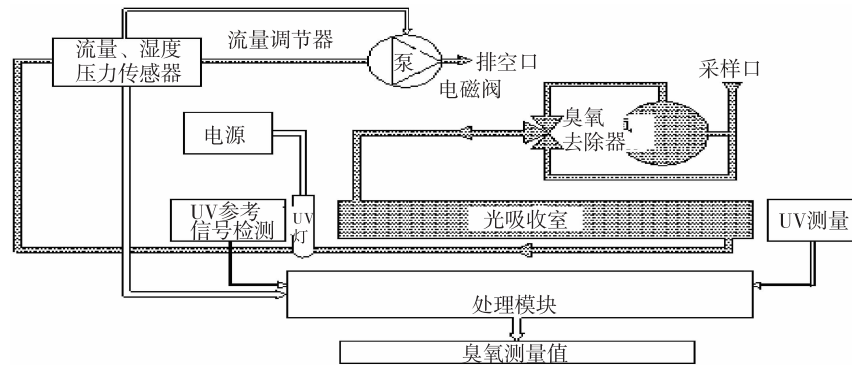 流量、湿度
压力传感器
流量调节器
泵
排空口
电磁阀
采样口
臭氧
去除器
电源
UV参考
信号检测
UV
灯
光吸收室
UV测量
处理模块
臭氧测量值